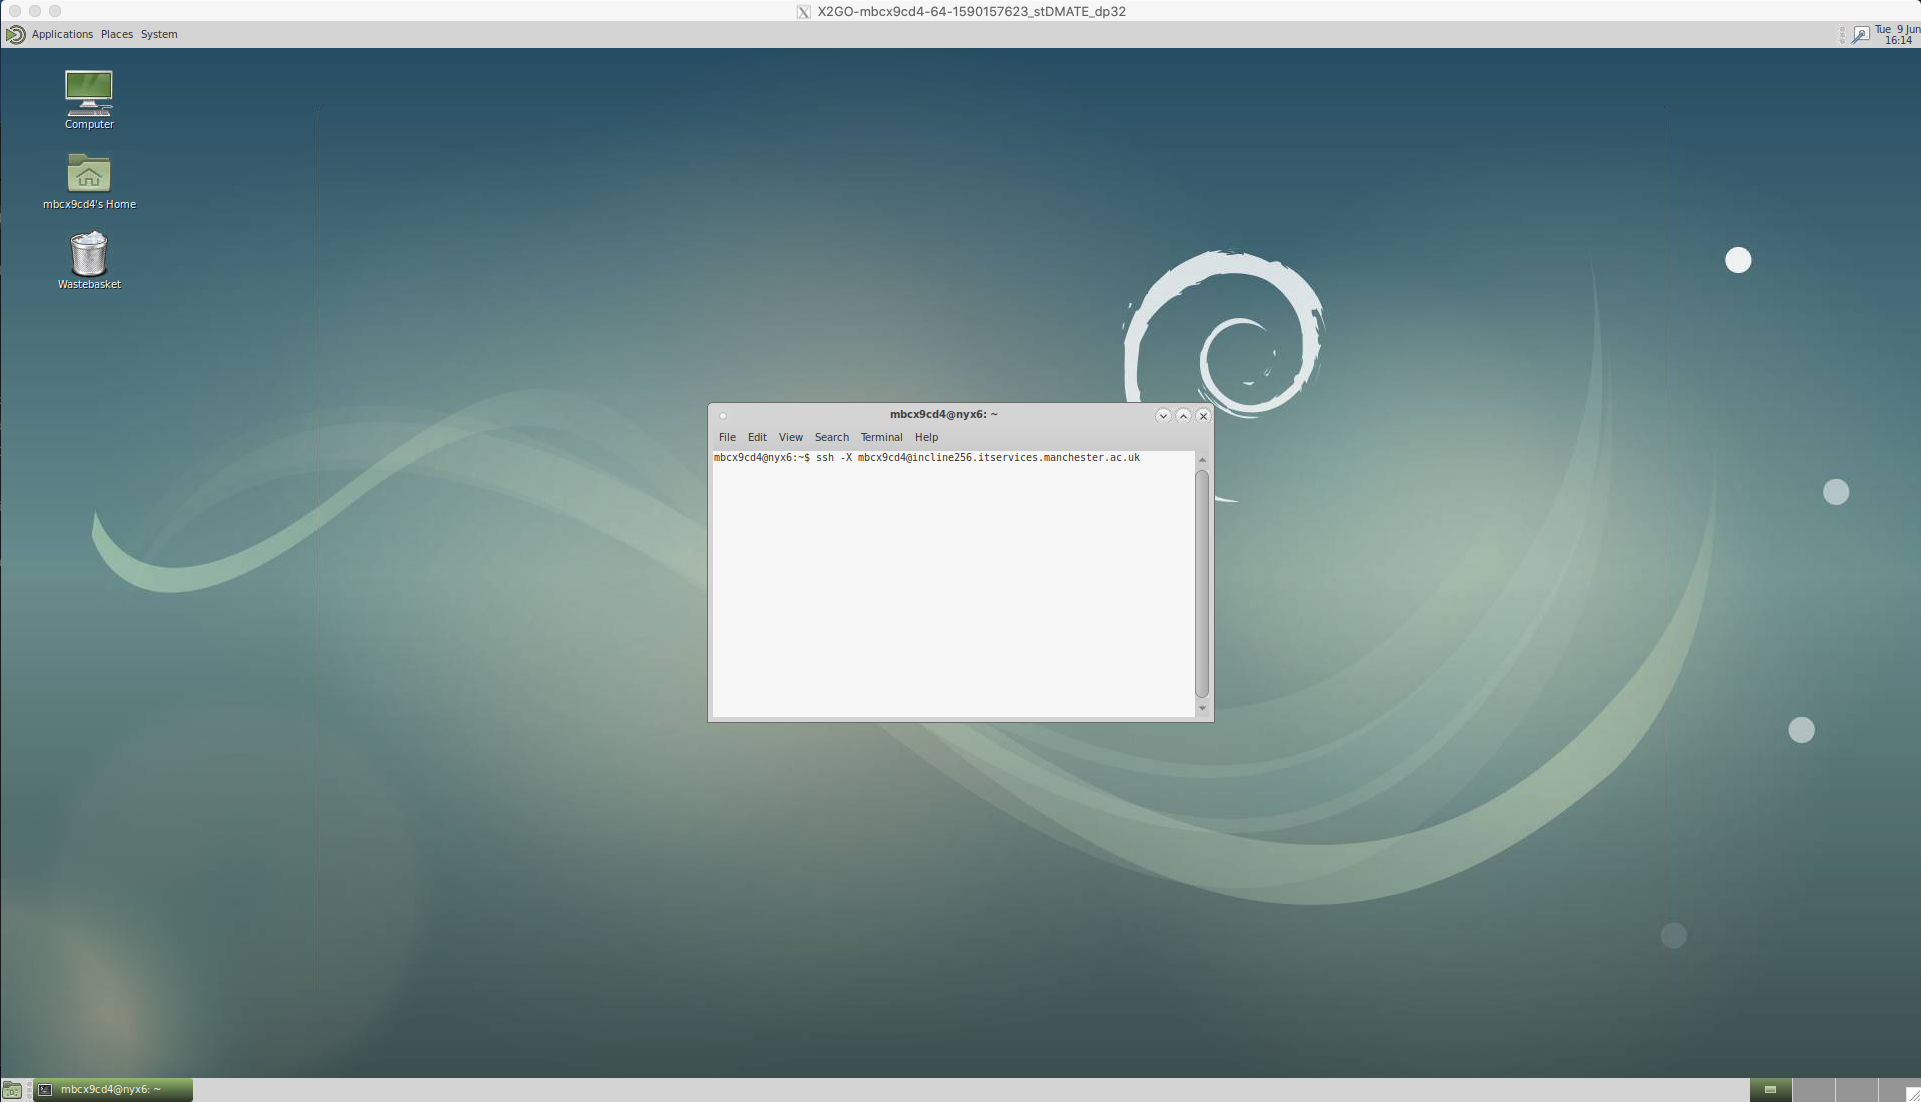 X2GO-mbcx9cd4-64-1590157623_stDMATE_dp32
Applications Places System
Tue 9 Jun
16:14
Computer
mbcx9cd4's Home
Wastebasket
mbcx9cd4@nyx6: ~
File Edit View Search Terminal Help
mbcx9cd4@nyx6:~$ ssh -X mbcx9cd4@incline256.itservices.manchester.ac.uk
mbcx9cd4@nyx6: ~